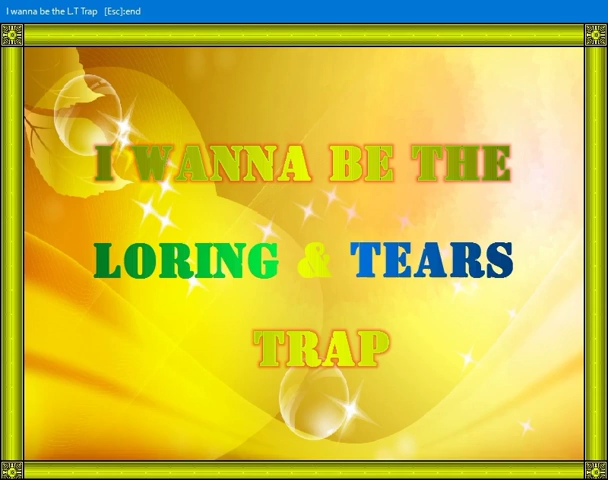 I wanna be the L.T Trap [Esc]:end
I WANNA BE THE
LORING & TEARS
TRAP